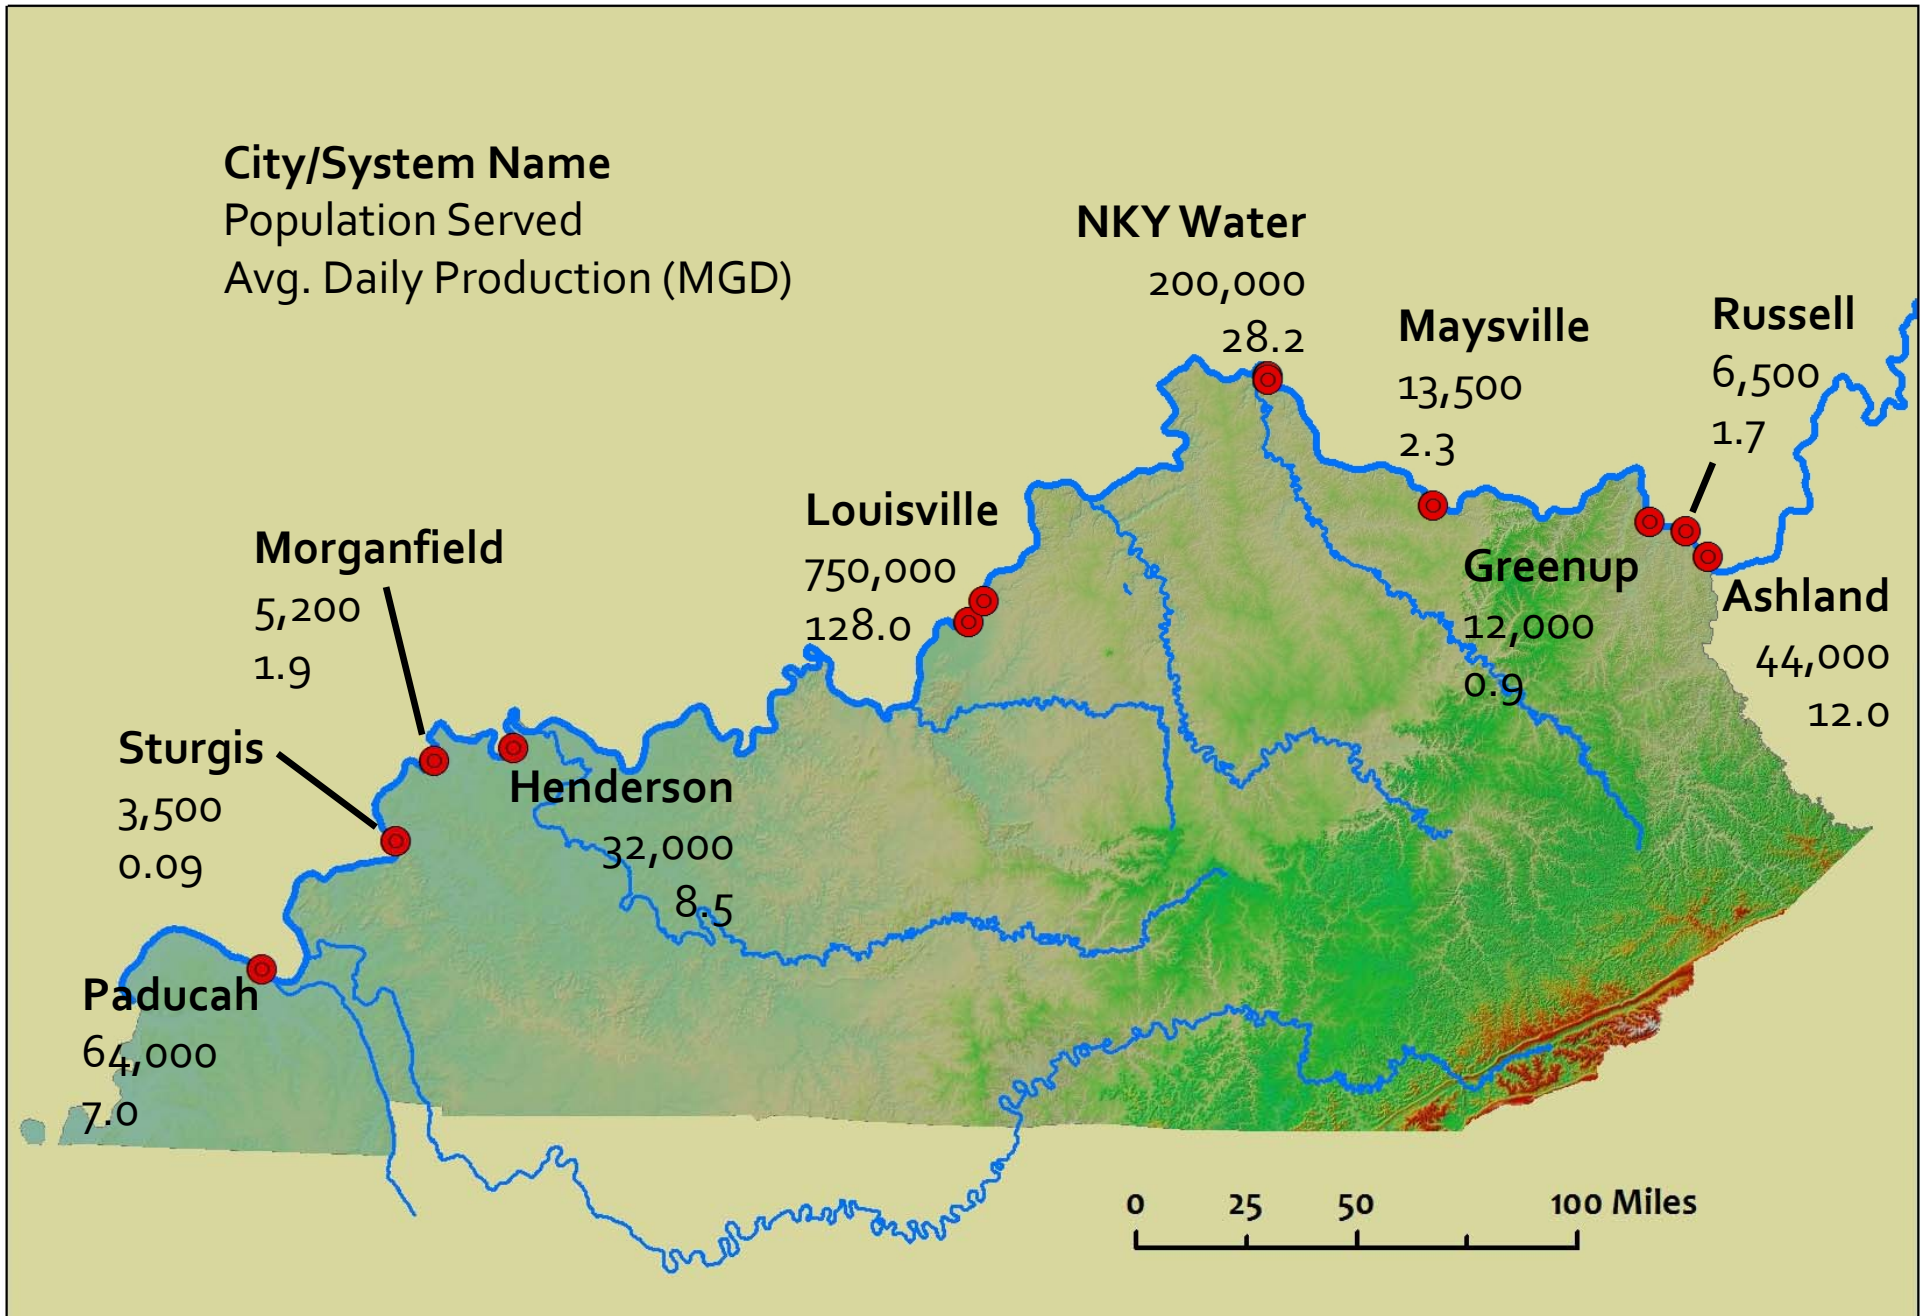 City/System Name
Population Served
Avg. Daily Production (MGD)
NKY Water
200,000
28.2
Maysville
13,500
2.3
Russell
6,500
1.7
Louisville
750,000
128.0
Morganfield
5,200
1.9
Greenup
12,000
0.9
Ashland
44,000
12.0
Sturgis
3,500
0.09
Henderson
32,000
8.5
Paducah
64,000
7.0
0 25 50 100 Miles